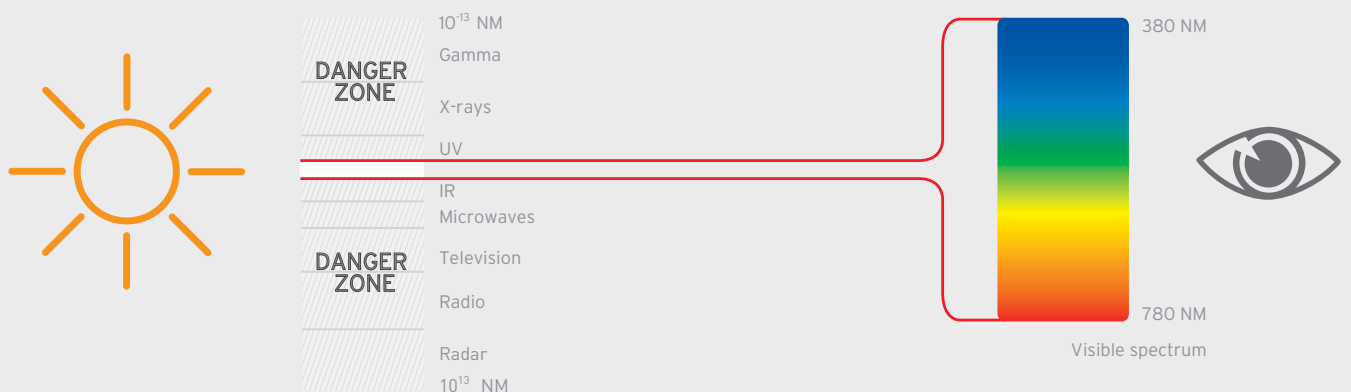 10⁻¹³ NM
Gamma
DANGER
ZONE
X-rays
UV
IR
Microwaves
DANGER
ZONE
Television
Radio
Radar
10¹³ NM
380 NM
780 NM
Visible spectrum